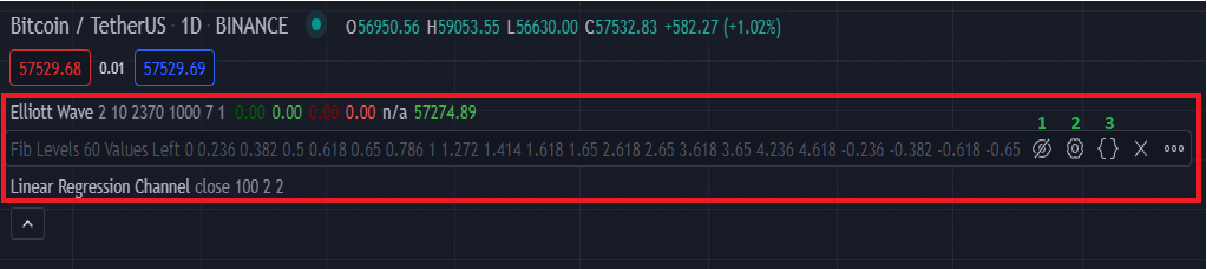 Bitcoin / TetherUS · 1D · BINANCE O56950.56 H59053.55 L56630.00 C57532.83 +582.27 (+1.02%)
57529.68 0.01 57529.69
Elliott Wave 2 10 2370 1000 7 1 0.00 0.00 0.00 0.00 n/a 57274.89
1 2 3
Fib Levels 60 Values Left 0 0.236 0.382 0.5 0.618 0.65 0.786 1 1.272 1.414 1.618 1.65 2.618 2.65 3.618 3.65 4.236 4.618 -0.236 -0.382 -0.618 -0.65
Linear Regression Channel close 100 2 2